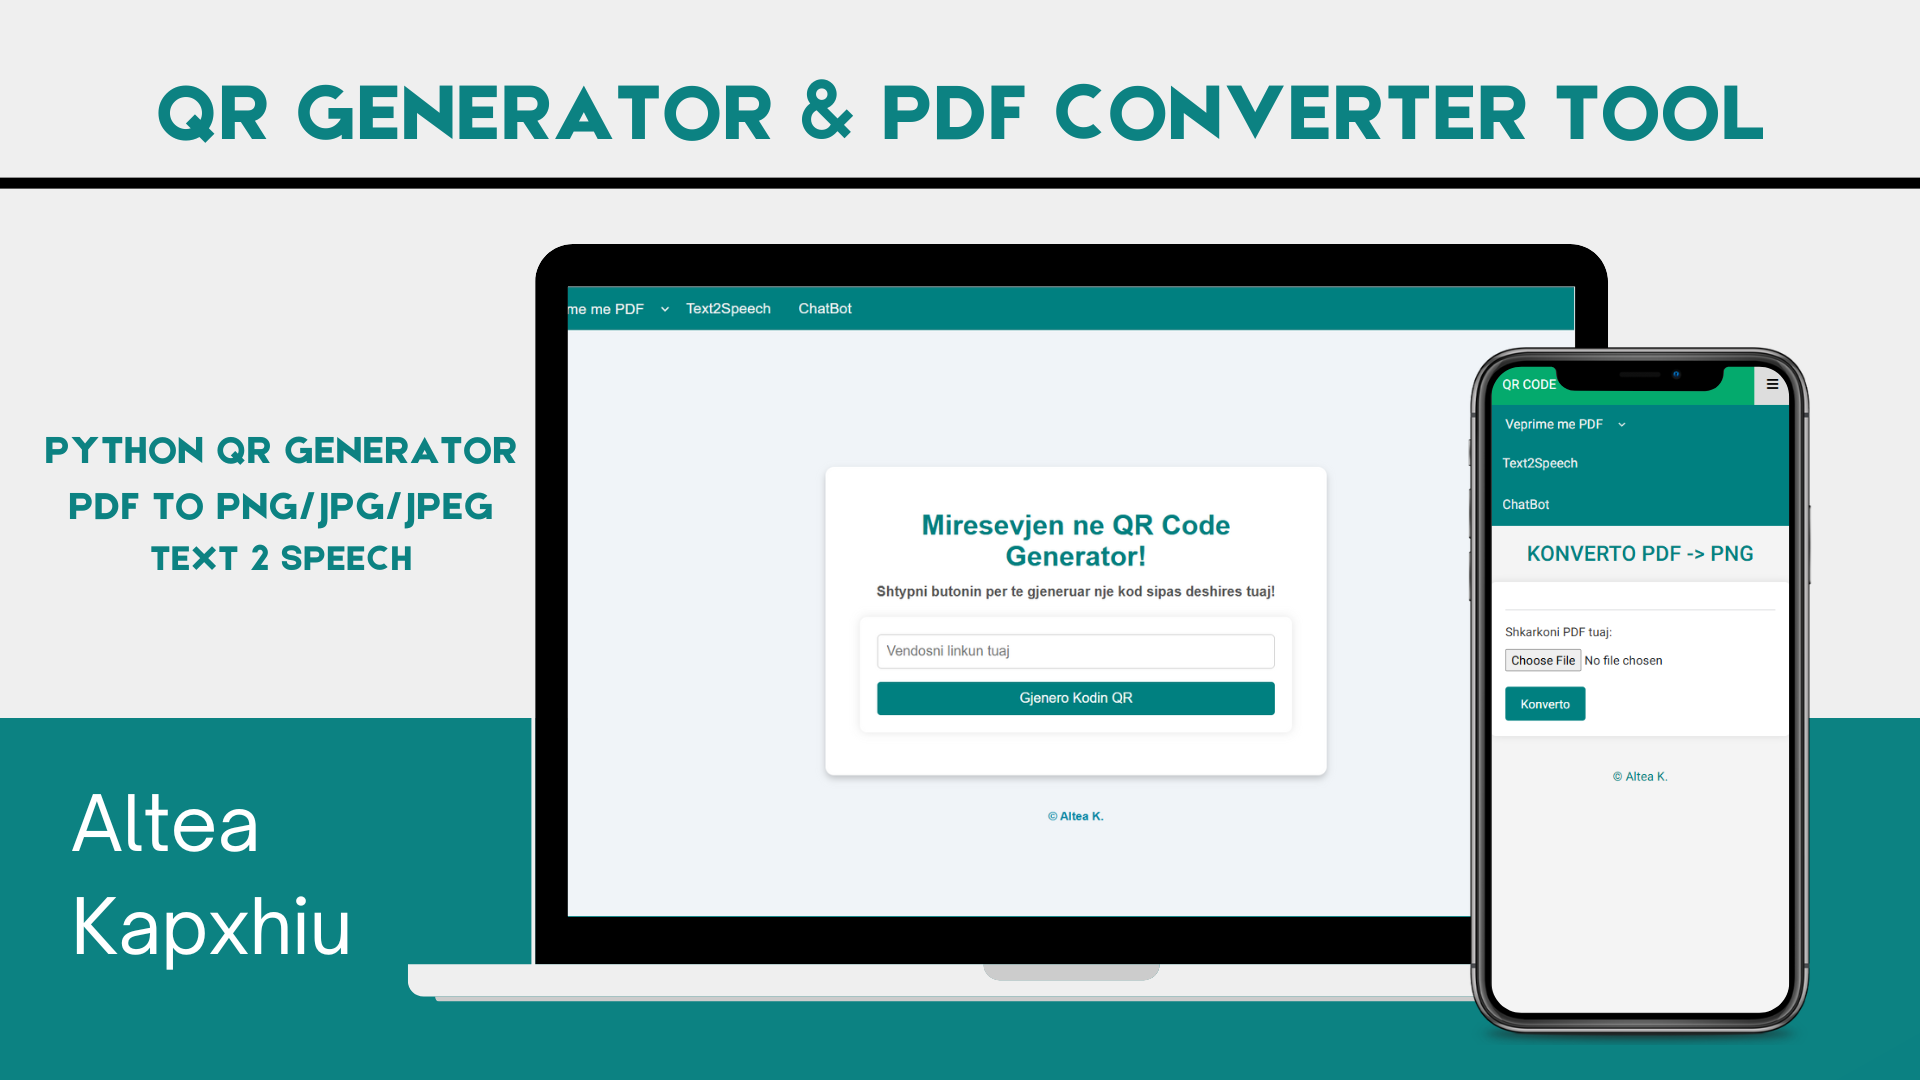 QR GENERATOR & PDF CONVERTER TOOL
PYTHON QR GENERATOR
PDF TO PNG/JPG/JPEG
TEXT 2 SPEECH
Altea
Kapxhiu
me me PDF Text2Speech ChatBot
Miresevjen ne QR Code
Generator!
Shtypni butonin per te gjeneruar nje kod sipas deshires tuaj!
Vendosni linkun tuaj
Gjenero Kodin QR
© Altea K.
QR CODE
Veprime me PDF
Text2Speech
ChatBot
KONVERTO PDF -> PNG
Shkarkoni PDF tuaj:
Choose File No file chosen
Konverto
© Altea K.